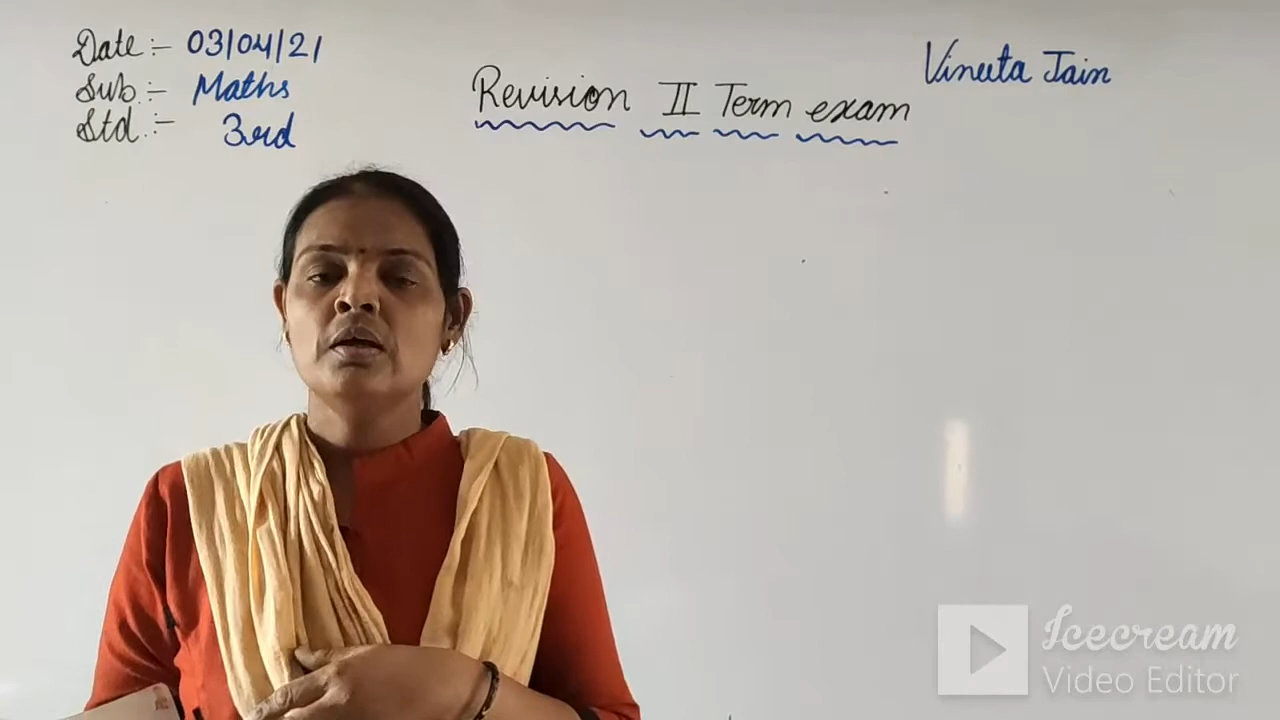 Date :- 03/04/21
Sub :- Maths
Std :- 3rd
Revision II Term exam
Vineeta Jain
Icecream
Video Editor